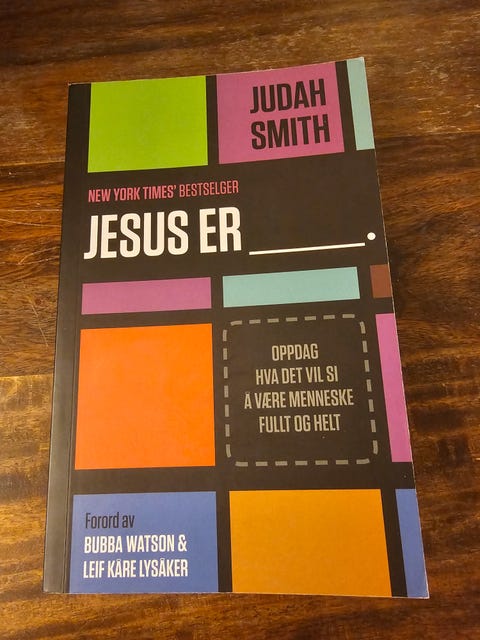 JUDAH
SMITH
NEW YORK TIMES' BESTSELGER
JESUS ER ______.
OPPDAG
HVA DET VIL SI
Å VÆRE MENNESKE
FULLT OG HELT
Forord av
BUBBA WATSON &
LEIF KÅRE LYSÅKER